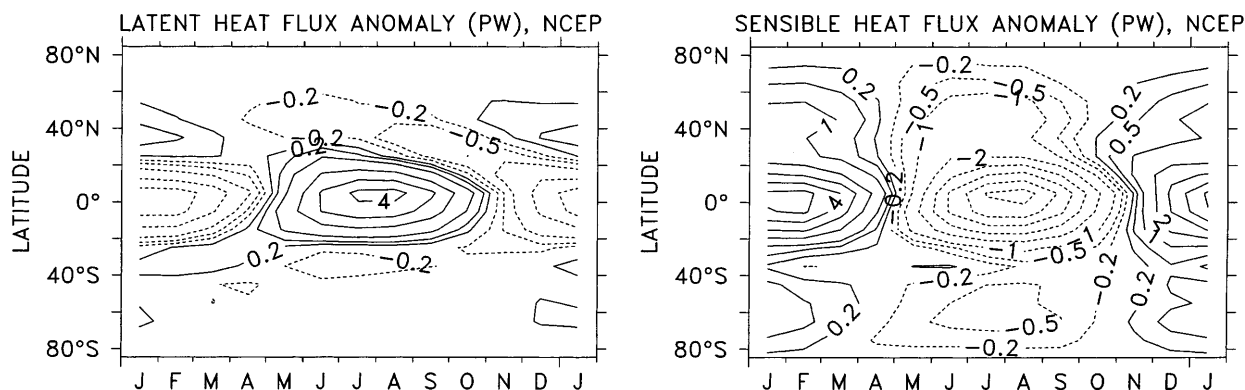 LATENT HEAT FLUX ANOMALY (PW), NCEP
80°N
40°N
0°
40°S
80°S
LATITUDE
-0.2
-0.2
-0.5
-0.2
0.2
4
0.2
-0.2
J F M A M J J A S O N D J
SENSIBLE HEAT FLUX ANOMALY (PW), NCEP
80°N
40°N
0°
40°S
80°S
LATITUDE
0.2
-0.2
-0.5
-0.5
-1
0.2
1
-1
0.5
-2
4
-0.2
-2
-1
-0.5
-1
-0.2
-0.2
0.2
0.2
-0.5
-0.2
J F M A M J J A S O N D J